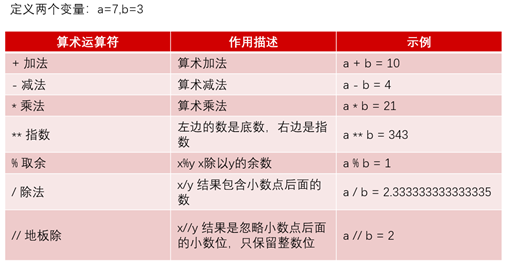 定义两个变量：a=7,b=3
算术运算符 作用描述 示例
+ 加法 算术加法 a + b = 10
- 减法 算术减法 a - b = 4
* 乘法 算术乘法 a * b = 21
** 指数 左边的数是底数，右边是指数 a ** b = 343
% 取余 x%y x除以y的余数 a % b = 1
/ 除法 x/y 结果包含小数点后面的数 a / b = 2.3333333333333335
// 地板除 x//y 结果是忽略小数点后面的小数位，只保留整数位 a // b = 2